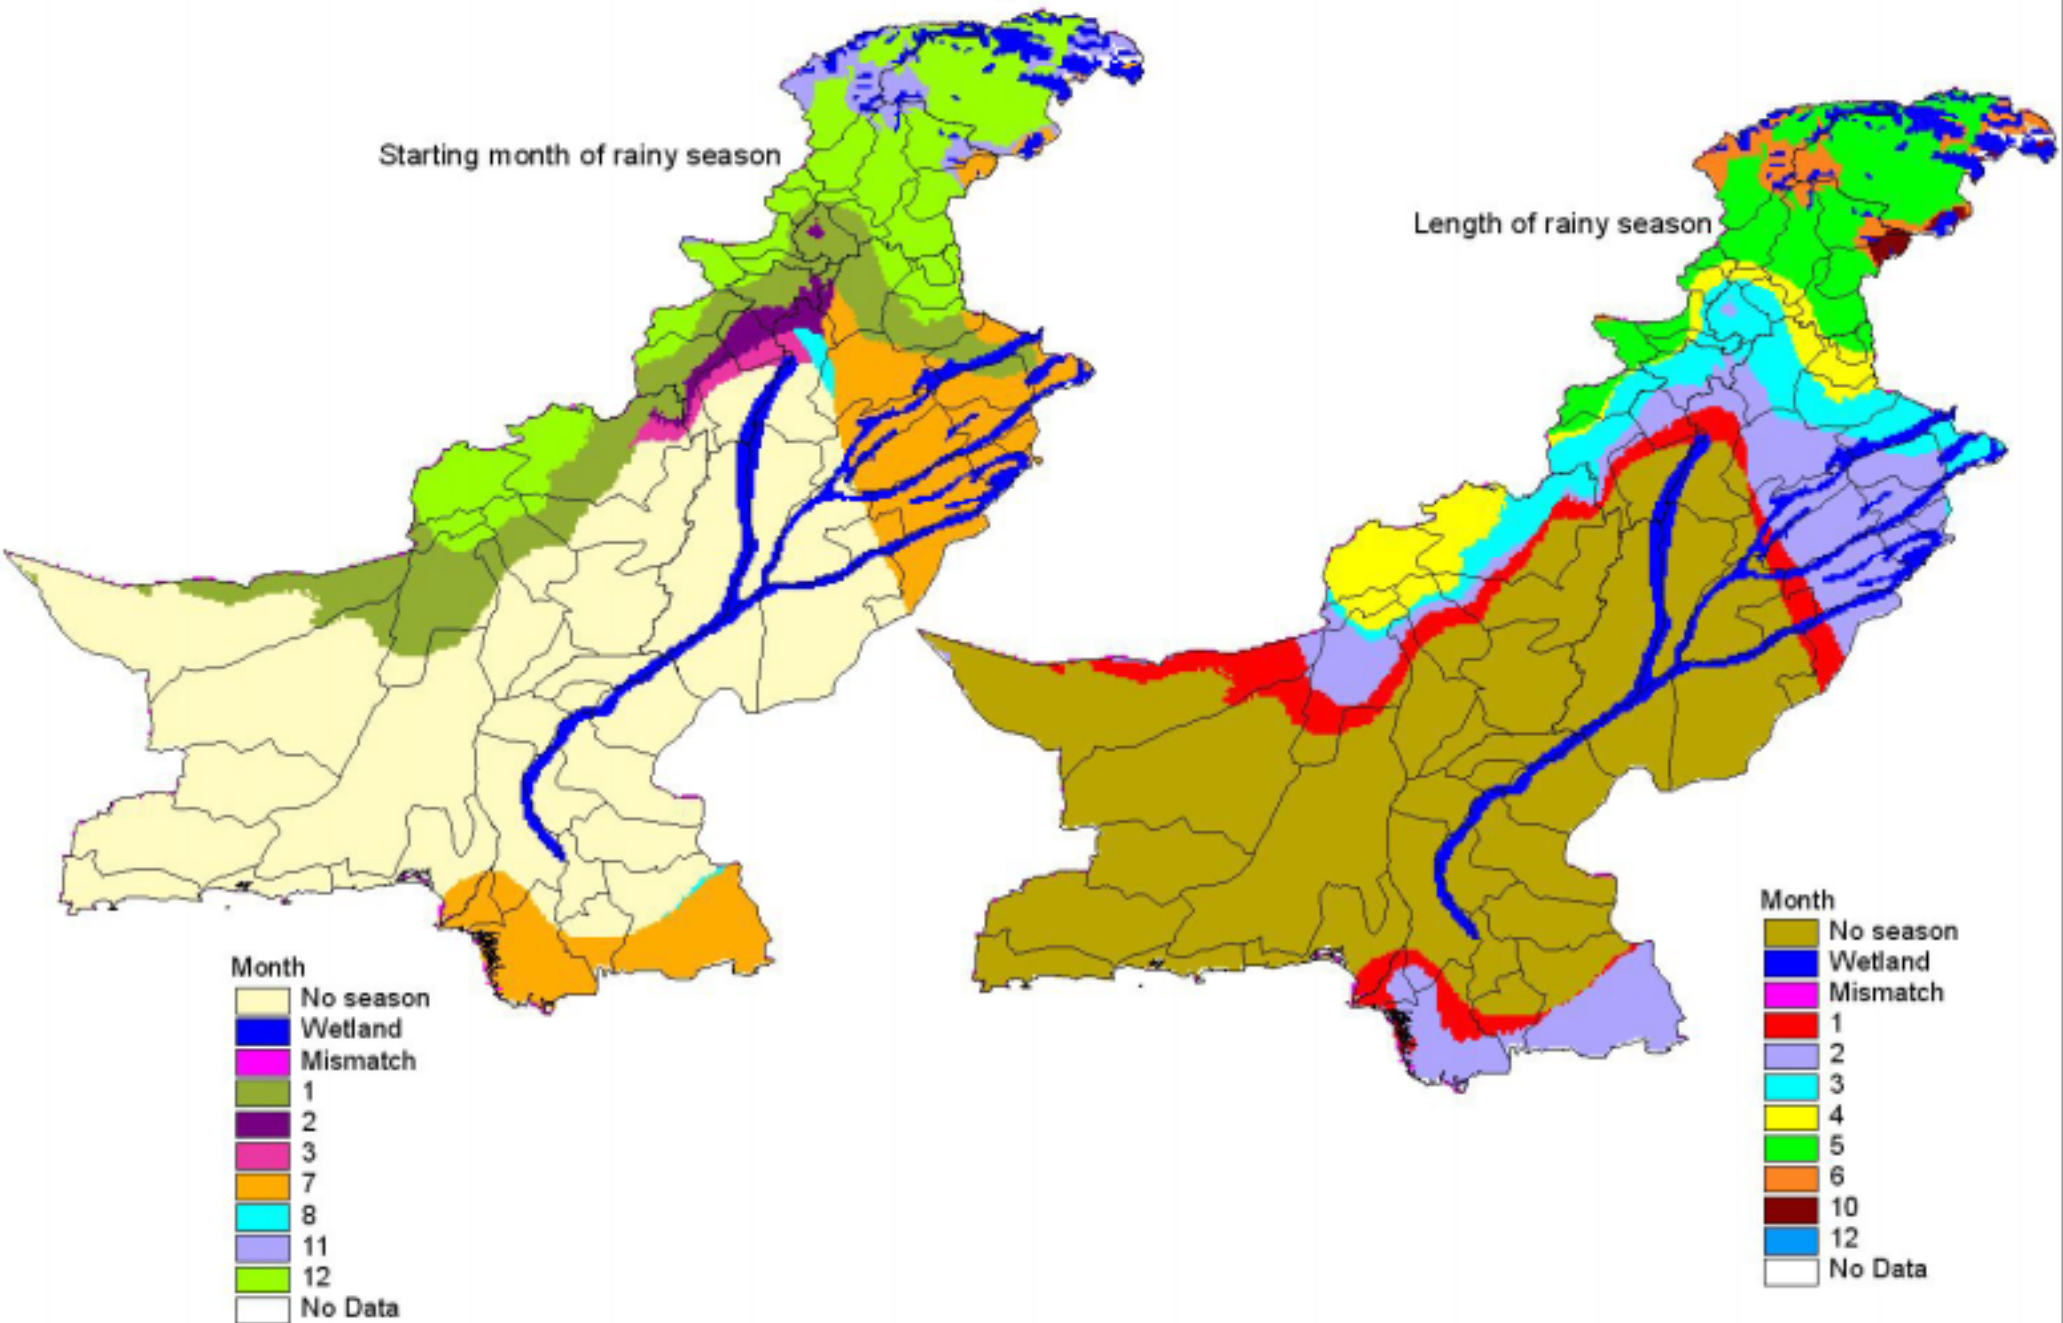 Starting month of rainy season
Length of rainy season
Month
No season
Wetland
Mismatch
1
2
3
7
8
11
12
No Data
Month
No season
Wetland
Mismatch
1
2
3
4
5
6
10
12
No Data